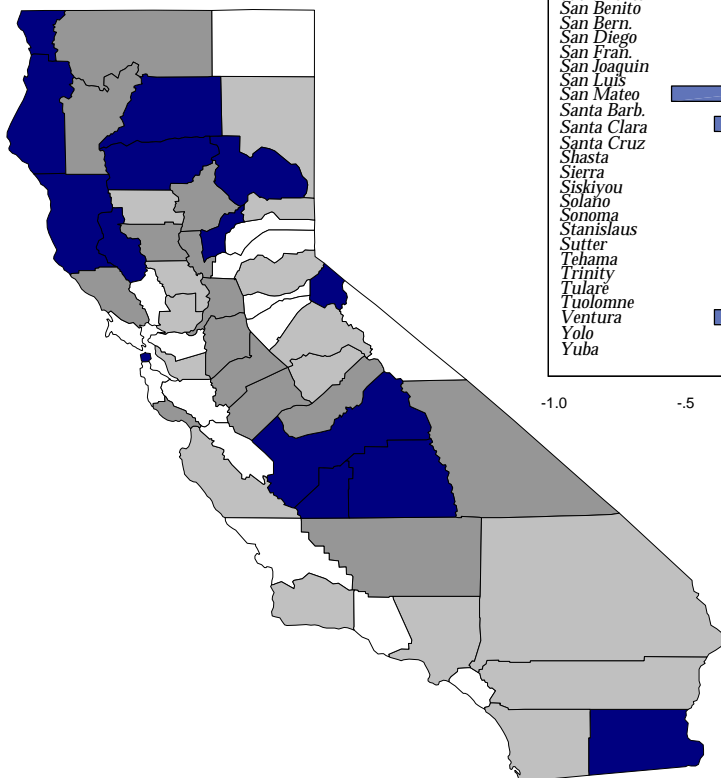 San Benito
San Bern.
San Diego
San Fran.
San Joaquin
San Luis
San Mateo
Santa Barb.
Santa Clara
Santa Cruz
Shasta
Sierra
Siskiyou
Solano
Sonoma
Stanislaus
Sutter
Tehama
Trinity
Tulare
Tuolomne
Ventura
Yolo
Yuba
-1.0 -.5